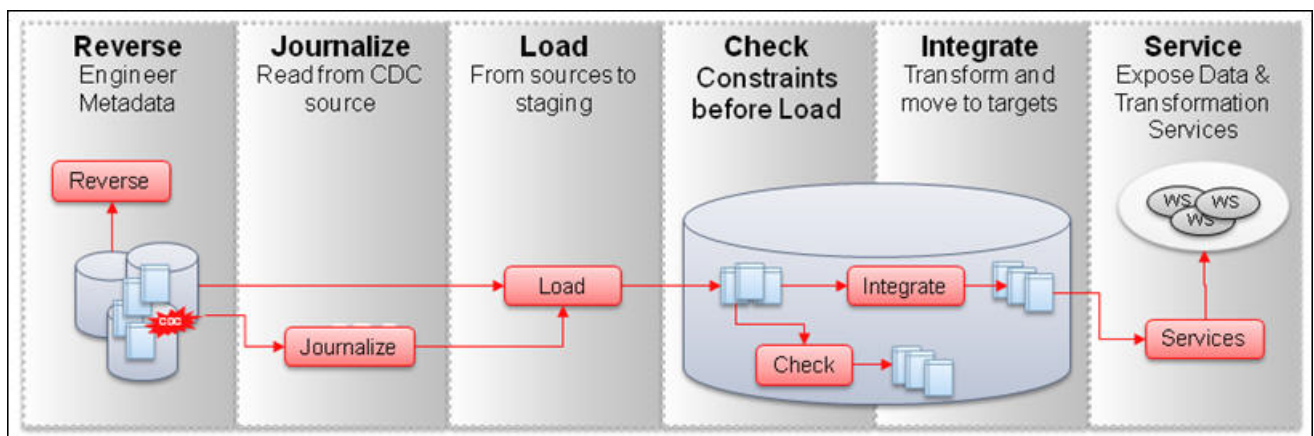 Reverse
Engineer
Metadata
Journalize
Read from CDC
source
Load
From sources to
staging
Check
Constraints
before Load
Integrate
Transform and
move to targets
Service
Expose Data &
Transformation
Services
Reverse
CDC
Journalize
Load
Integrate
Check
Services
WS
WS
WS